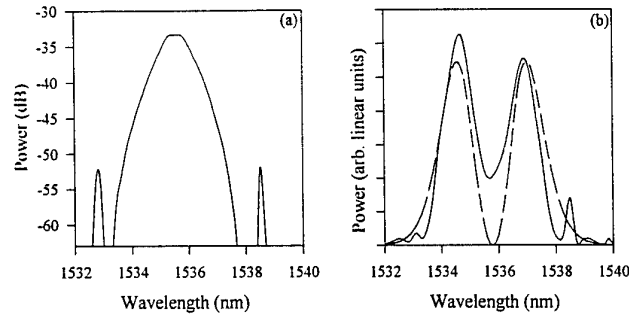 (a)
-30
-35
-40
-45
-50
-55
-60
Power (dB)
1532 1534 1536 1538 1540
Wavelength (nm)
(b)
Power (arb. linear units)
1532 1534 1536 1538 1540
Wavelength (nm)